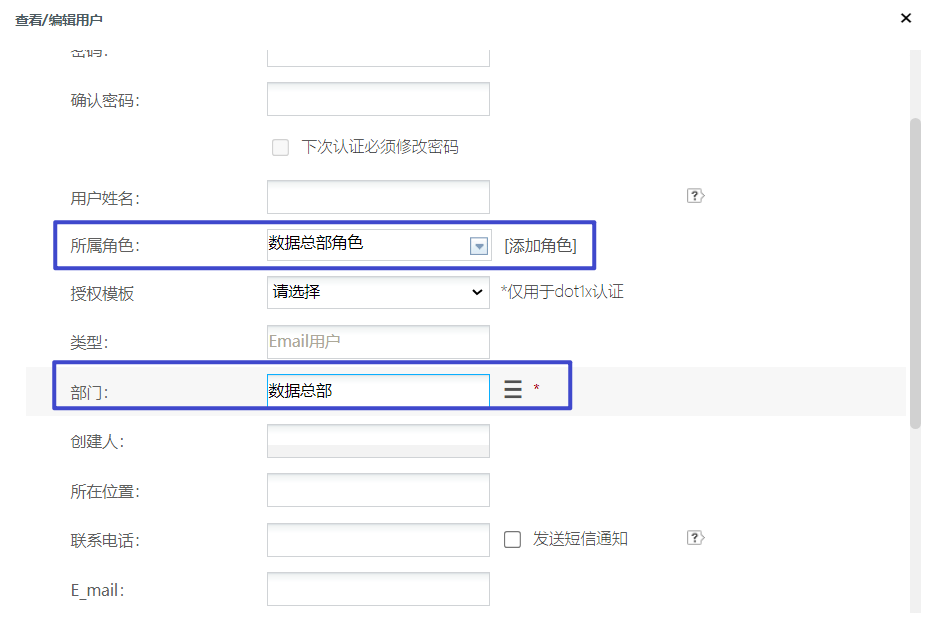 查看/编辑用户
密码:
确认密码:
下次认证必须修改密码
用户姓名:
所属角色: 数据总部角色 [添加角色]
授权模板 请选择 *仅用于dot1x认证
类型: Email用户
部门: 数据总部 *
创建人:
所在位置:
联系电话: 发送短信通知
E_mail: